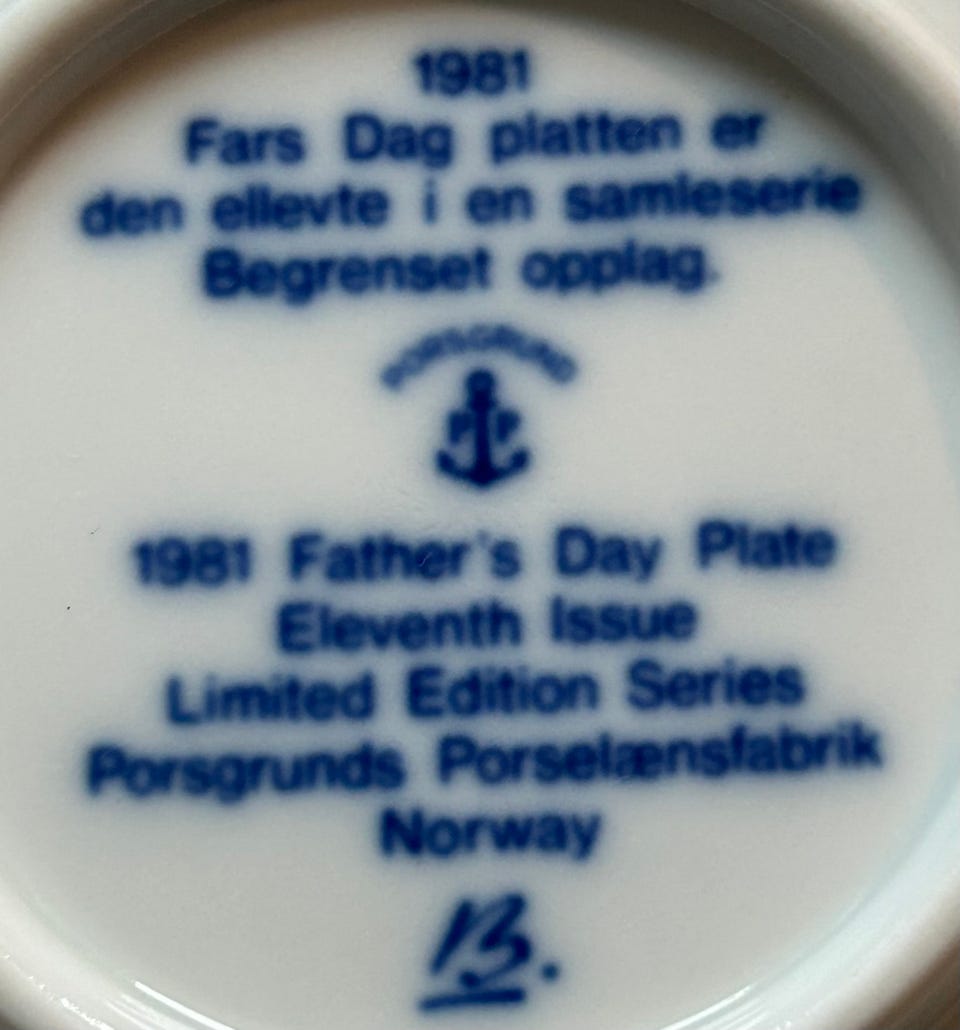 1981
Fars Dag platten er
den ellevte i en samleserie
Begrenset opplag.
PORSGRUND
P P
1981 Father's Day Plate
Eleventh Issue
Limited Edition Series
Porsgrunds Porselænsfabrik
Norway
B.